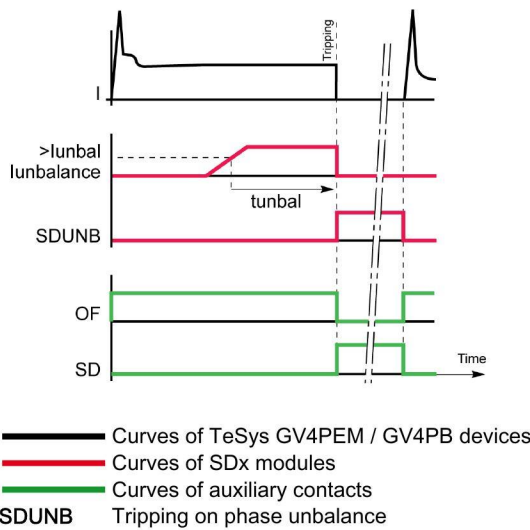 Tripping
I
>Iunbal
Iunbalance
tunbal
SDUNB
OF
SD
Time
Curves of TeSys GV4PEM / GV4PB devices
Curves of SDx modules
Curves of auxiliary contacts
SDUNB Tripping on phase unbalance